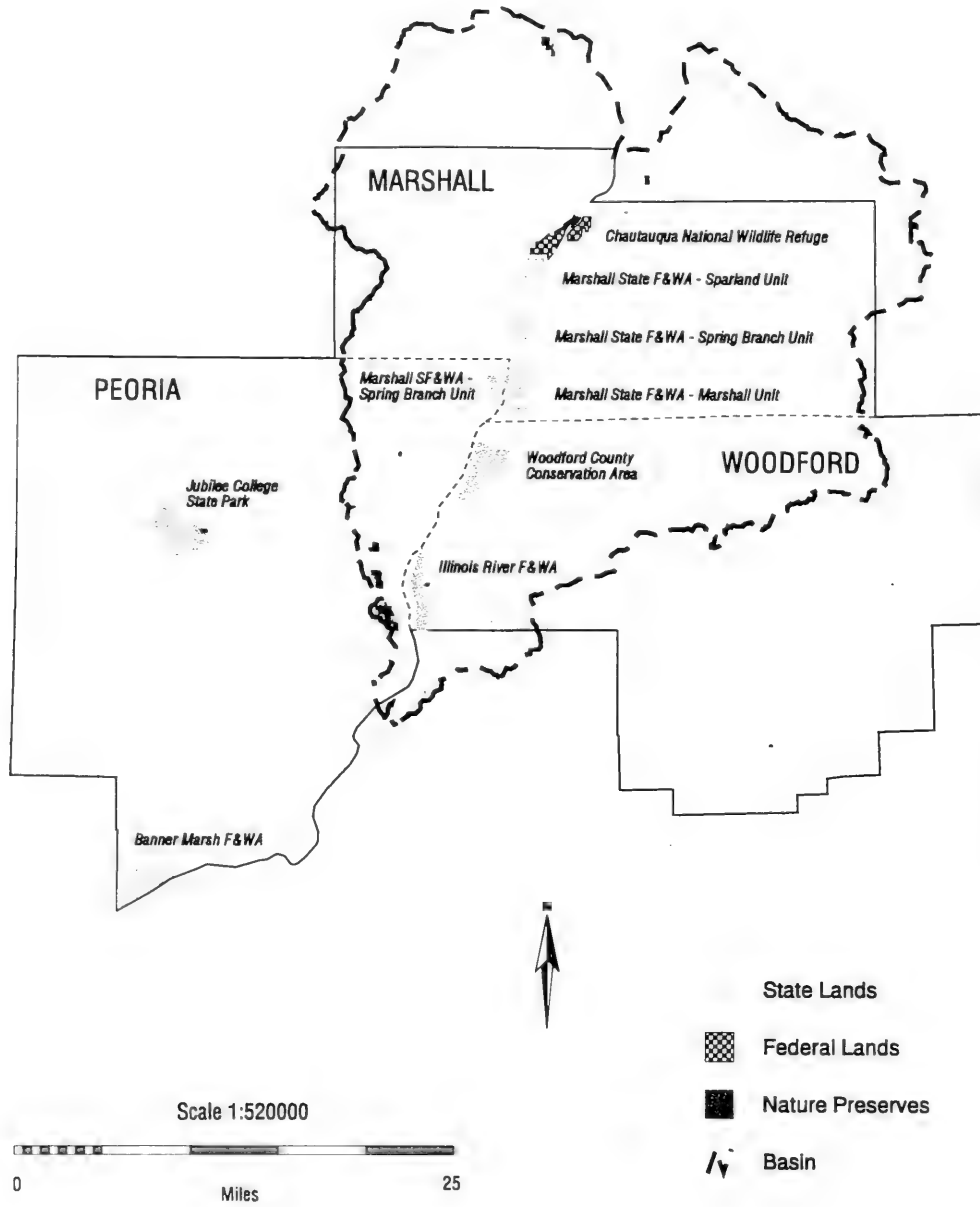 MARSHALL
Chautauqua National Wildlife Refuge
Marshall State F&WA - Sparland Unit
Marshall State F&WA - Spring Branch Unit
PEORIA
Marshall SF&WA -
Spring Branch Unit
Marshall State F&WA - Marshall Unit
Woodford County
Conservation Area
WOODFORD
Jubilee College
State Park
Illinois River F&WA
Banner Marsh F&WA
State Lands
Federal Lands
Nature Preserves
Basin
Scale 1:520000
0
25
Miles